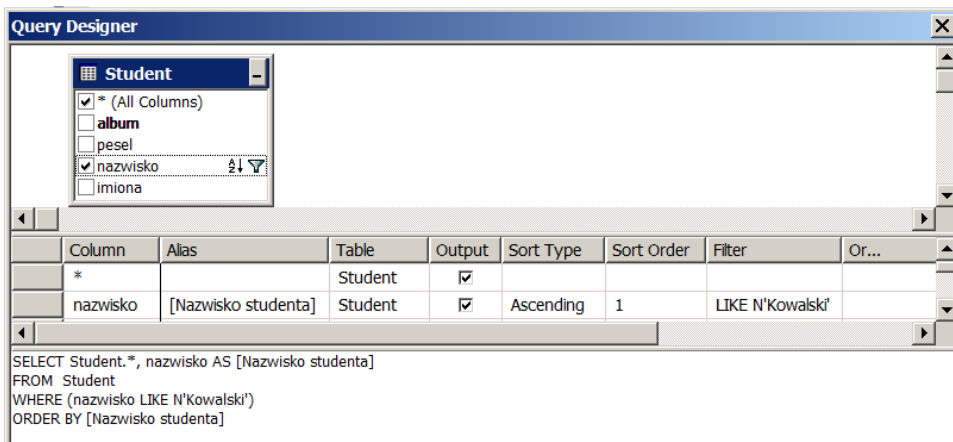 Query Designer
Student
* (All Columns)
album
pesel
nazwisko
imiona
Column Alias Table Output Sort Type Sort Order Filter Or...
* Student
nazwisko [Nazwisko studenta] Student Ascending 1 LIKE N'Kowalski'
SELECT Student.*, nazwisko AS [Nazwisko studenta]
FROM Student
WHERE (nazwisko LIKE N'Kowalski')
ORDER BY [Nazwisko studenta]